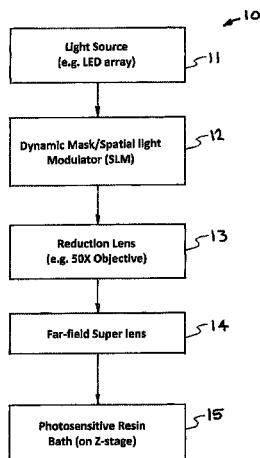 10
Light Source
(e.g. LED array)
11
Dynamic Mask/Spatial light
Modulator (SLM)
12
Reduction Lens
(e.g. 50X Objective)
13
Far-field Super lens
14
Photosensitive Resin
Bath (on Z-stage)
15